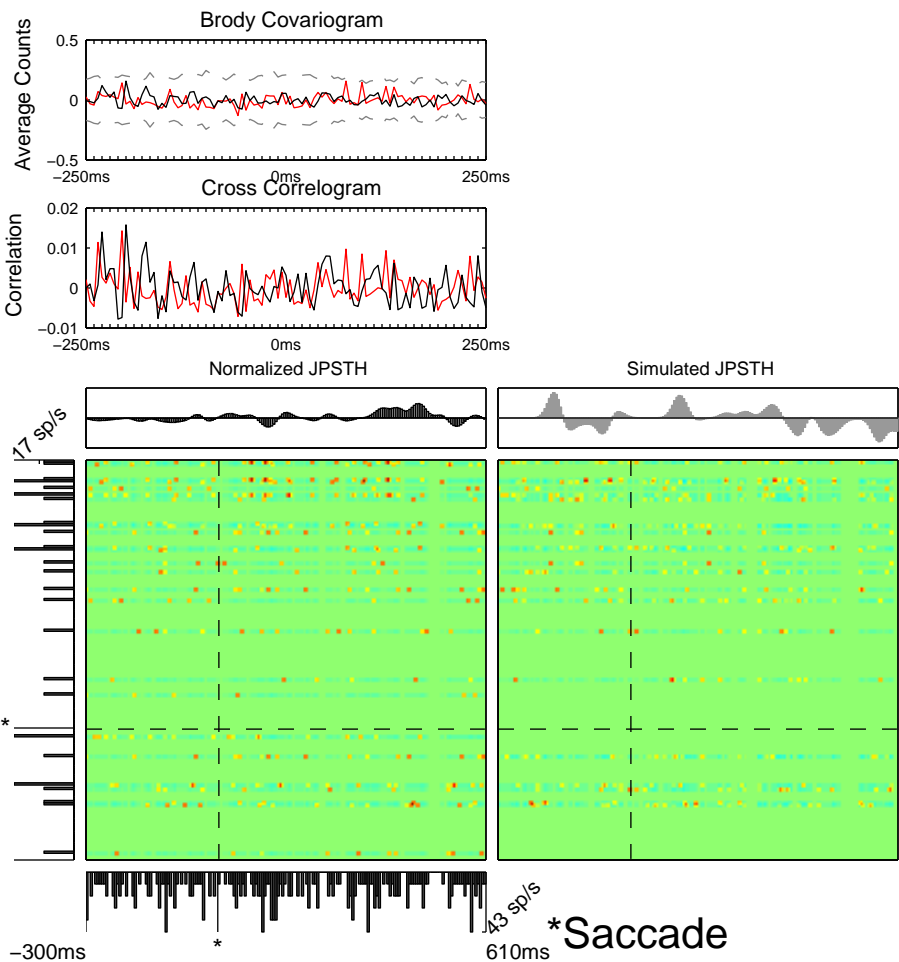 Brody Covariogram
Average Counts
0.5
0
−0.5
−250ms
0ms
250ms
Cross Correlogram
Correlation
0.02
0.01
0
−0.01
−250ms
0ms
250ms
Normalized JPSTH
Simulated JPSTH
17 sp/s
*
43 sp/s
*
*Saccade
−300ms
610ms